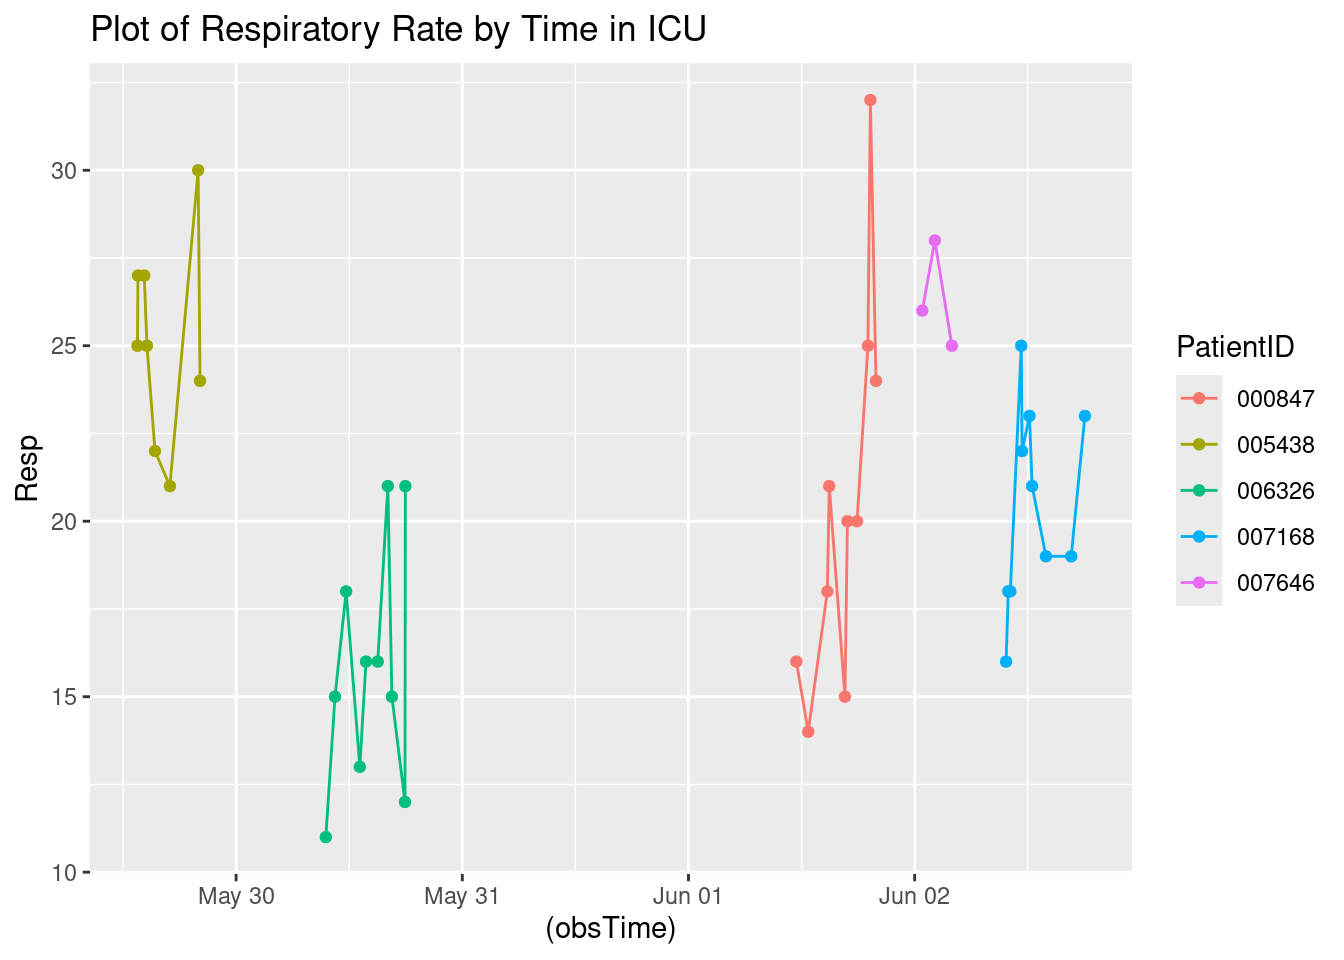 Plot of Respiratory Rate by Time in ICU
30
25
20
15
10
Resp
May 30
May 31
Jun 01
Jun 02
(obsTime)
PatientID
000847
005438
006326
007168
007646